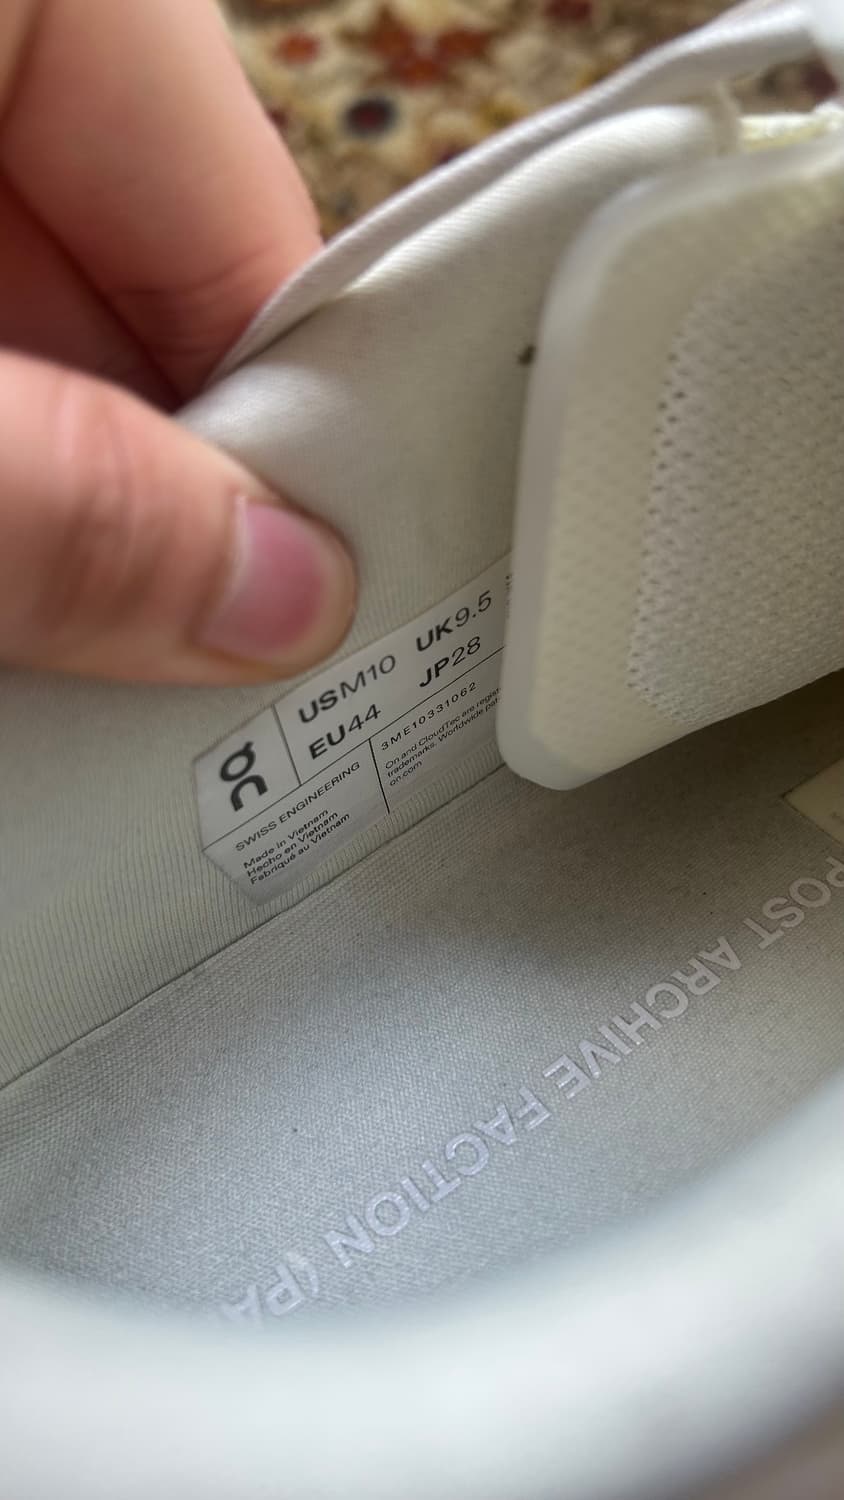 on
USM10 UK9.5
EU44 JP28
SWISS ENGINEERING
Made in Vietnam
Hecho en Vietnam
Fabriqué au Vietnam
3ME10331062
On and CloudTec are regist
trademarks. Worldwide pat
on.com
POST ARCHIVE FACTION (PA